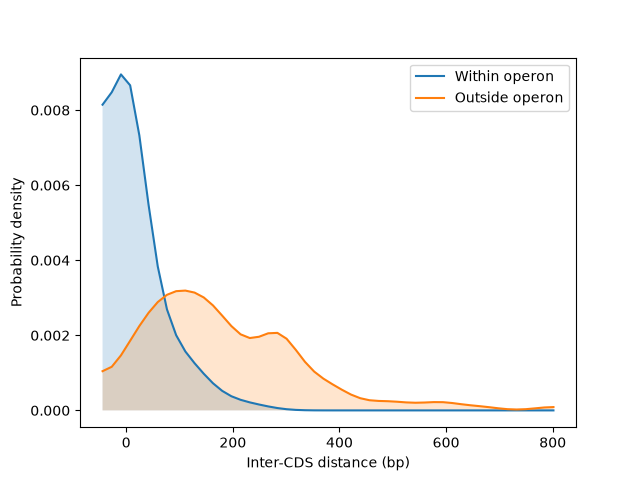 Within operon
Outside operon
Probability density
0.008
0.006
0.004
0.002
0.000
0
200
400
600
800
Inter-CDS distance (bp)